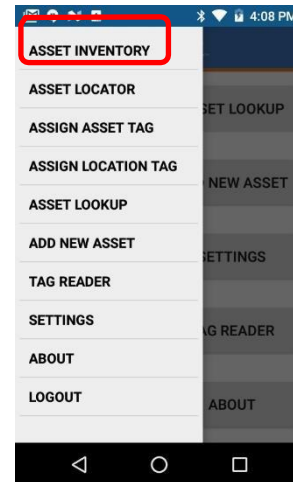 4:08 PM
ASSET INVENTORY
ASSET LOCATOR
SET LOOKUP
ASSIGN ASSET TAG
ASSIGN LOCATION TAG
NEW ASSET
ASSET LOOKUP
ADD NEW ASSET
SETTINGS
TAG READER
SETTINGS
AG READER
ABOUT
LOGOUT
ABOUT